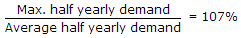 Max. half yearly demand
Average half yearly demand = 107%